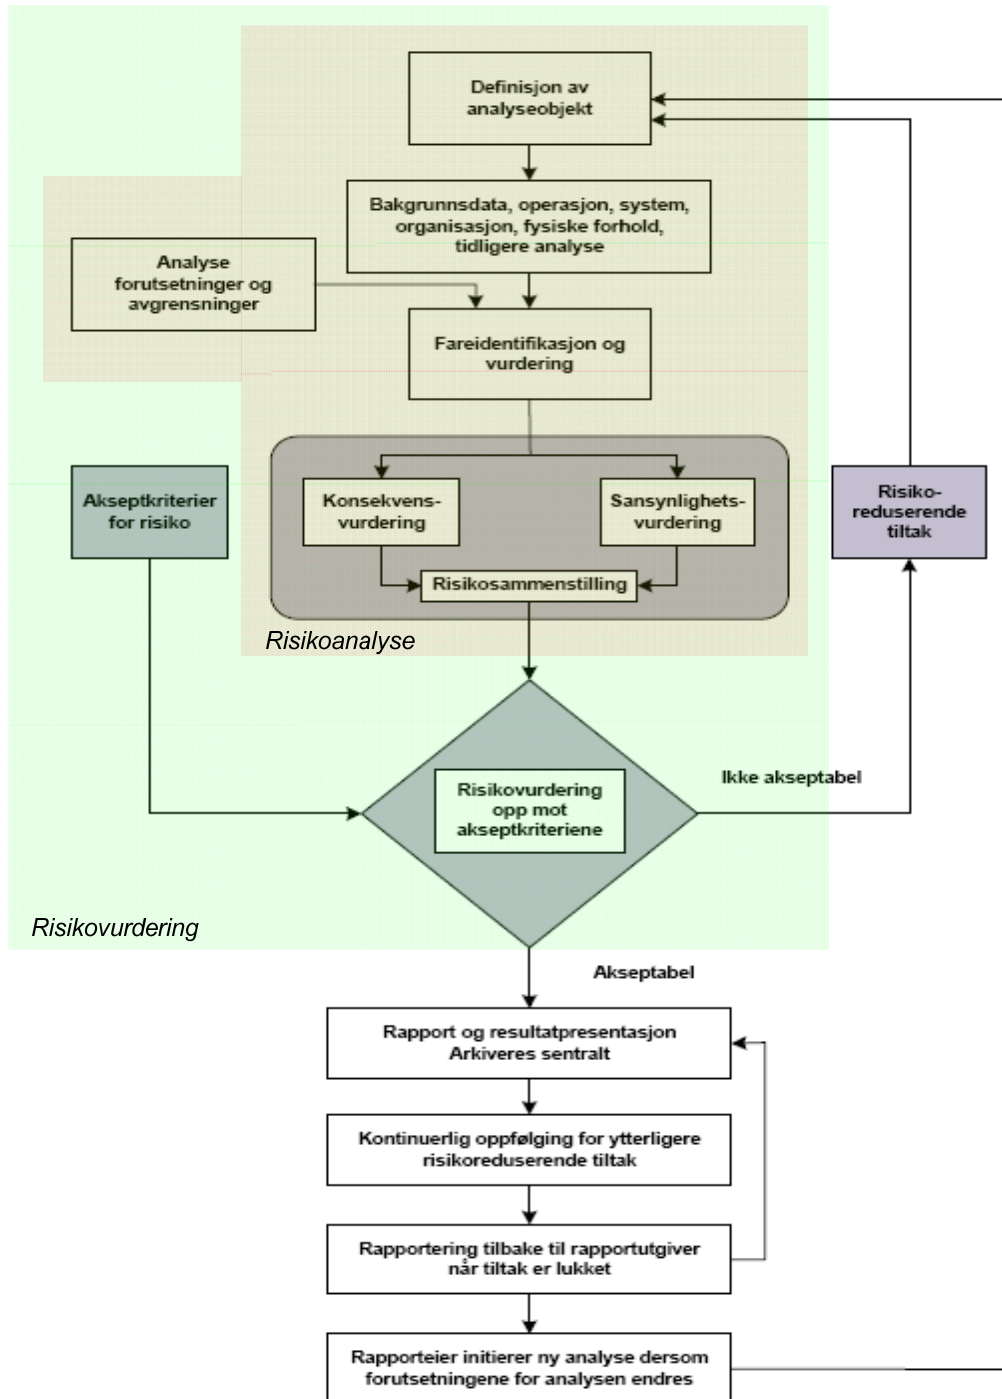 Definisjon av
analyseobjekt
Bakgrunnsdata, operasjon, system,
organisasjon, fysiske forhold,
tidligere analyse
Analyse
forutsetninger og
avgrensninger
Fareidentifikasjon og
vurdering
Akseptkriterier
for risiko
Konsekvens-
vurdering
Sansynlighets-
vurdering
Risiko-
reduserende
tiltak
Risikosammenstilling
Risikoanalyse
Risikovurdering
opp mot
akseptkriteriene
Ikke akseptabel
Risikovurdering
Akseptabel
Rapport og resultatpresentasjon
Arkiveres sentralt
Kontinuerlig oppfølging for ytterligere
risikoreduserende tiltak
Rapportering tilbake til rapportutgiver
når tiltak er lukket
Rapporteier initierer ny analyse dersom
forutsetningene for analysen endres